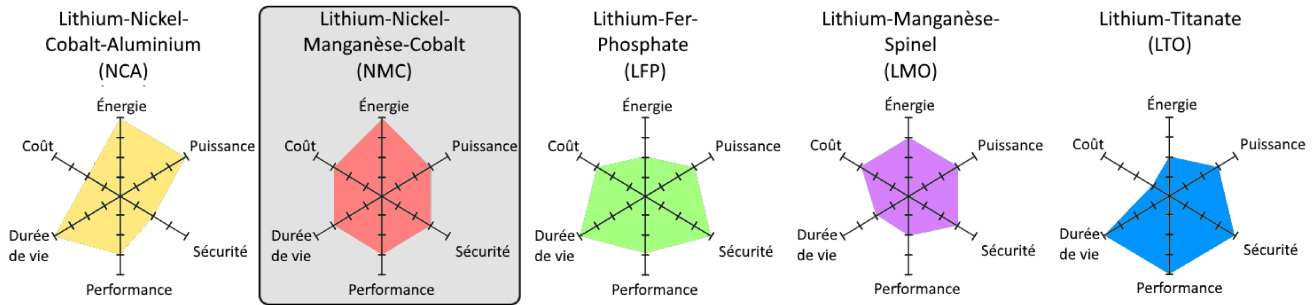 Lithium-Nickel-
Cobalt-Aluminium
(NCA)
Énergie
Coût
Puissance
Durée
de vie
Sécurité
Performance
Lithium-Nickel-
Manganèse-Cobalt
(NMC)
Énergie
Coût
Puissance
Durée
de vie
Sécurité
Performance
Lithium-Fer-
Phosphate
(LFP)
Énergie
Coût
Puissance
Durée
de vie
Sécurité
Performance
Lithium-Manganèse-
Spinel
(LMO)
Énergie
Coût
Puissance
Durée
de vie
Sécurité
Performance
Lithium-Titanate
(LTO)
Énergie
Coût
Puissance
Durée
de vie
Sécurité
Performance